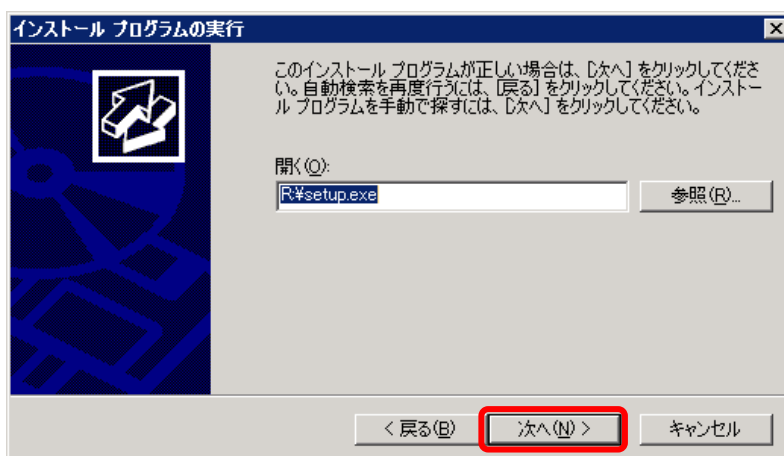 インストール プログラムの実行
このインストール プログラムが正しい場合は、[次へ] をクリックしてくださ
い。自動検索を再度行うには、[戻る] をクリックしてください。インストー
ル プログラムを手動で探すには、[次へ] をクリックしてください。
開く(O):
R:¥setup.exe
参照(R)...
< 戻る(B)
次へ(N) >
キャンセル